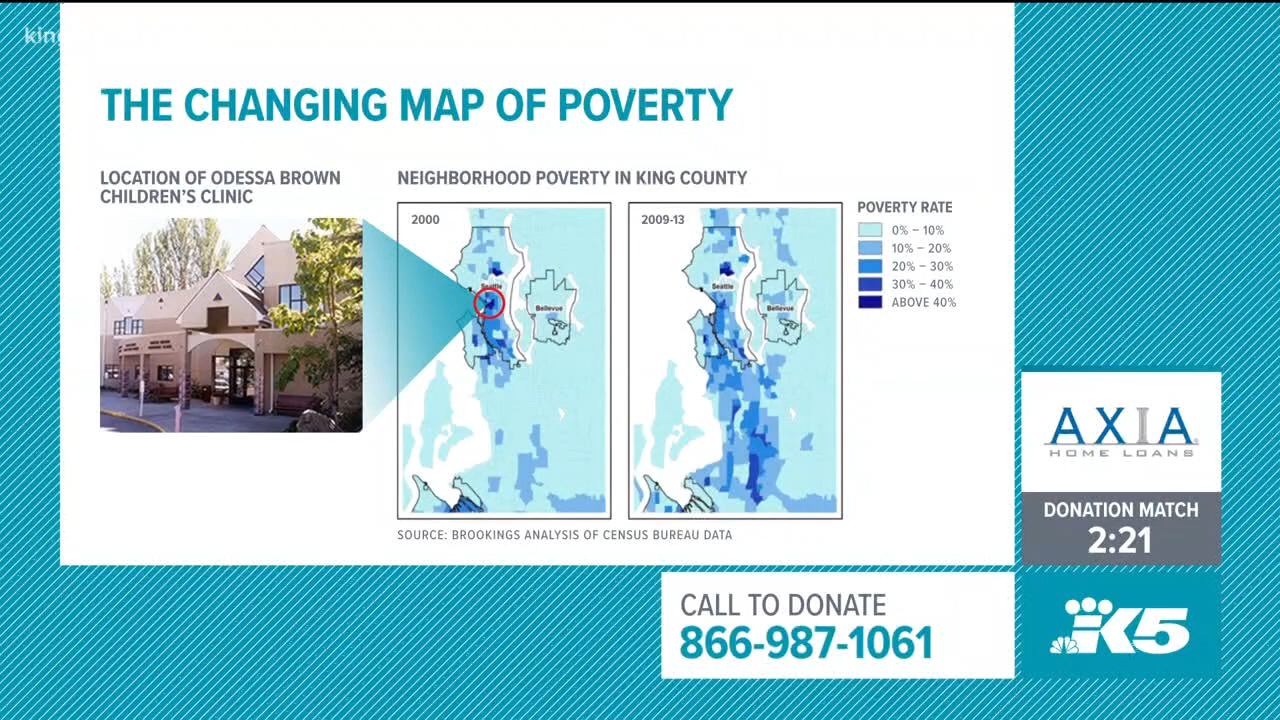 king
THE CHANGING MAP OF POVERTY
LOCATION OF ODESSA BROWN
CHILDREN'S CLINIC
NEIGHBORHOOD POVERTY IN KING COUNTY
2000
Seattle
Bellevue
2009-13
Seattle
Bellevue
POVERTY RATE
0% – 10%
10% – 20%
20% – 30%
30% – 40%
ABOVE 40%
SOURCE: BROOKINGS ANALYSIS OF CENSUS BUREAU DATA
AXIA
HOME LOANS
DONATION MATCH
2:21
CALL TO DONATE
866-987-1061
K5